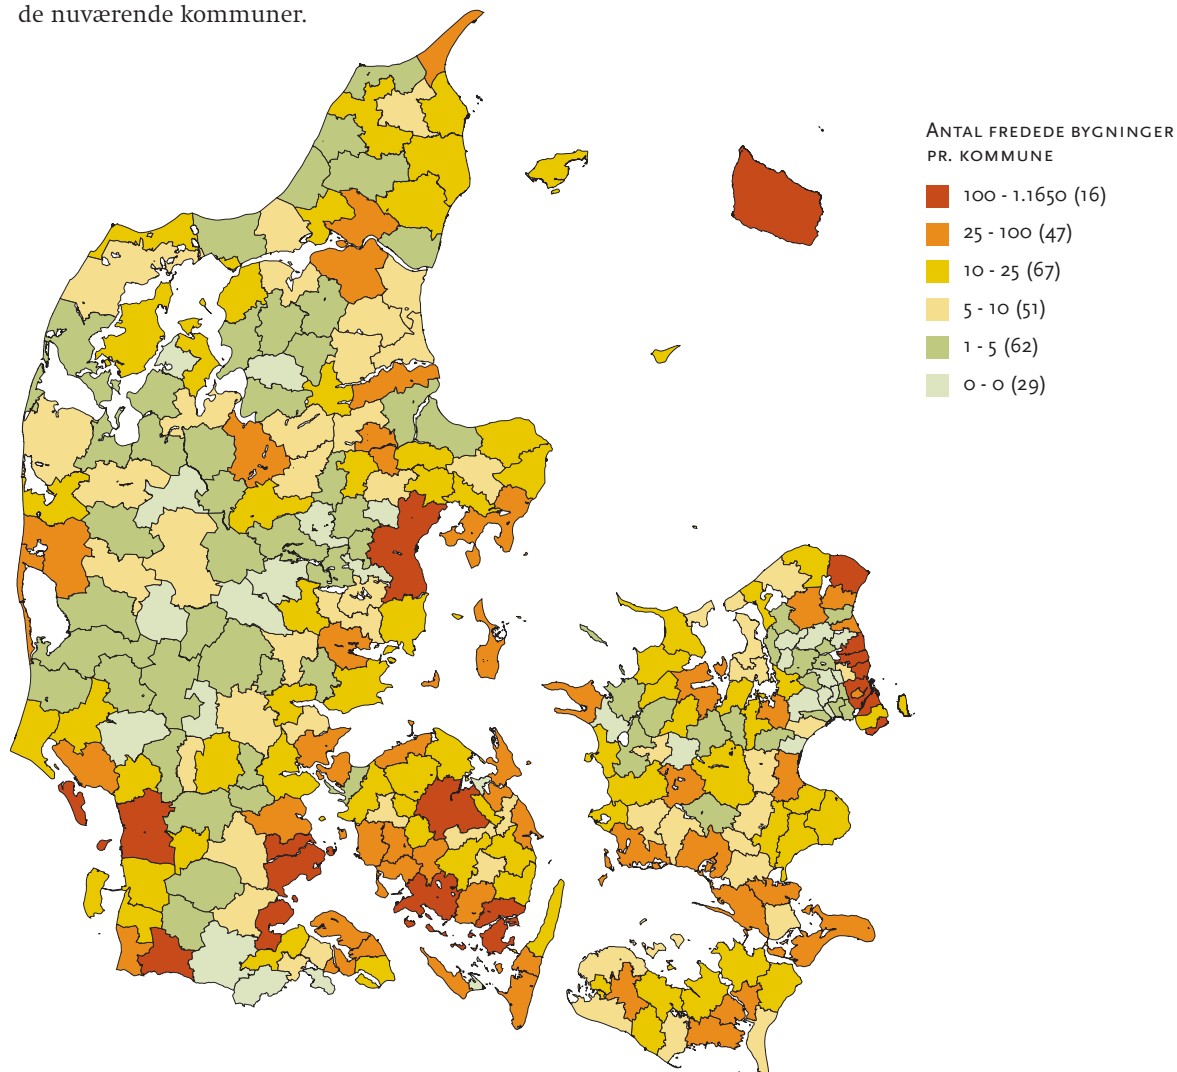 de nuværende kommuner.
Antal fredede bygninger
pr. kommune
100 - 1.1650 (16)
25 - 100 (47)
10 - 25 (67)
5 - 10 (51)
1 - 5 (62)
0 - 0 (29)